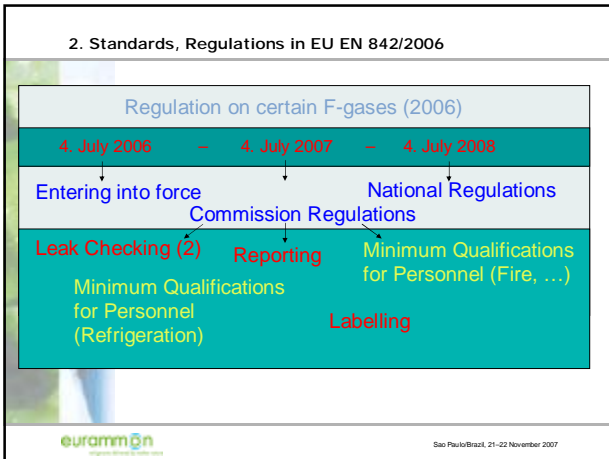 2. Standards, Regulations in EU EN 842/2006
Regulation on certain F-gases (2006)
4. July 2006 – 4. July 2007 – 4. July 2008
Entering into force
National Regulations
Commission Regulations
Leak Checking (2)
Reporting
Minimum Qualifications
for Personnel (Fire, …)
Minimum Qualifications
for Personnel
(Refrigeration)
Labelling
eurammon
Sao Paulo/Brazil, 21–22 November 2007